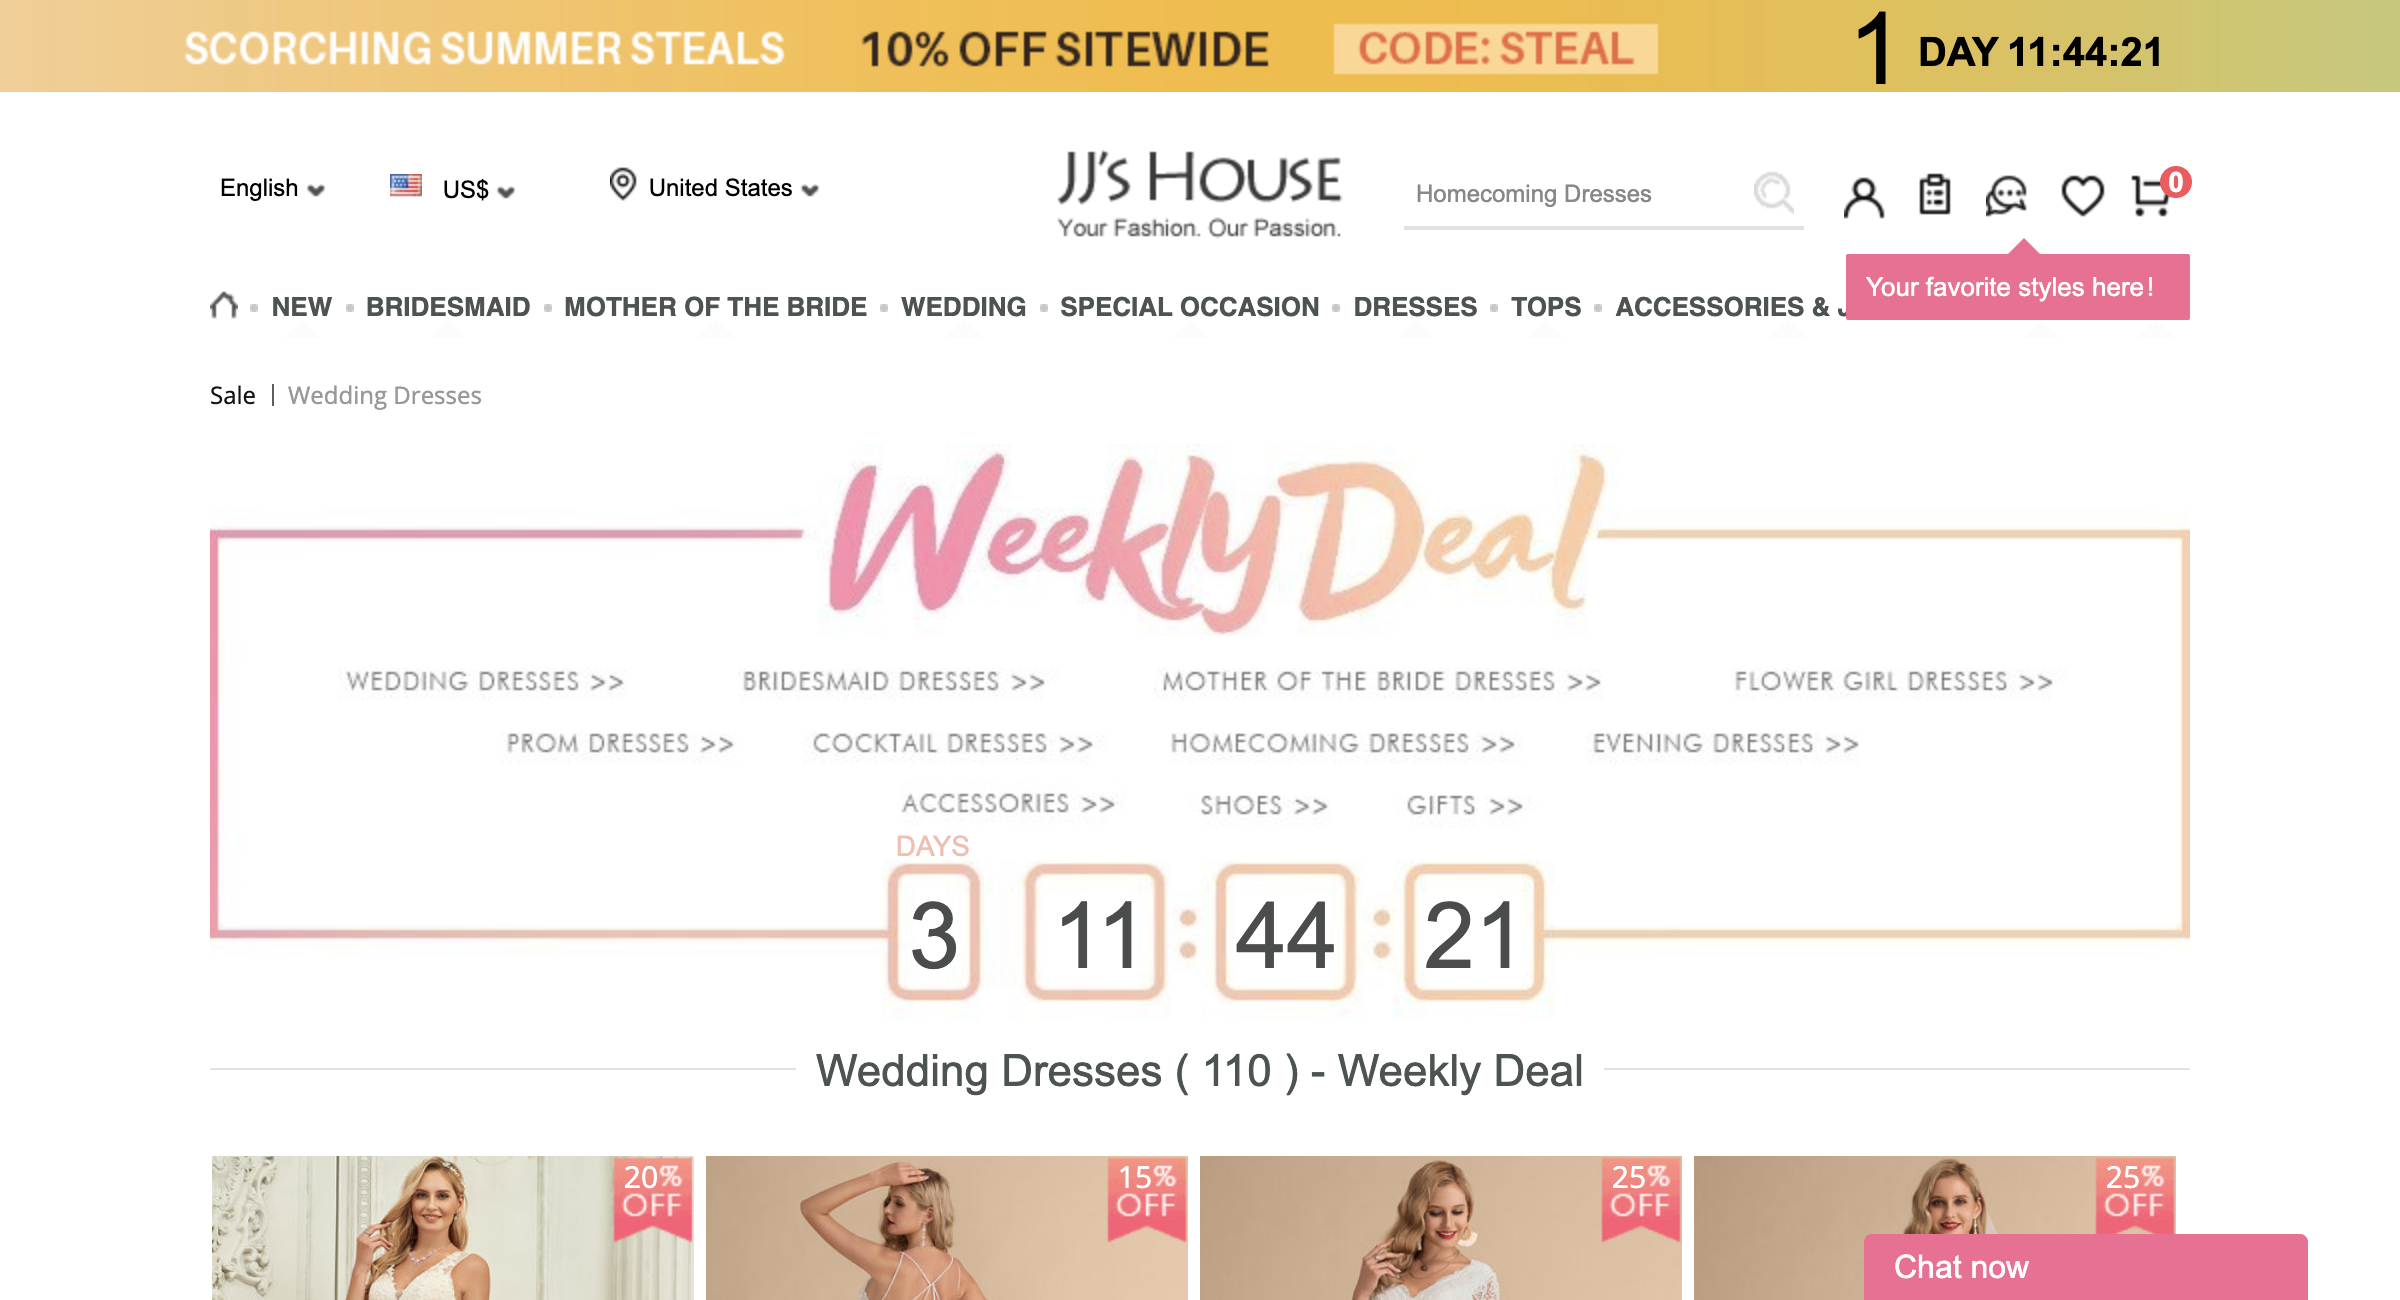 SCORCHING SUMMER STEALS 10% OFF SITEWIDE CODE: STEAL 1 DAY 11:44:21
English US$ United States JJ's House Homecoming Dresses 0
Your Fashion. Our Passion.
Your favorite styles here!
NEW BRIDESMAID MOTHER OF THE BRIDE WEDDING SPECIAL OCCASION DRESSES TOPS ACCESSORIES &
Sale | Wedding Dresses
Weekly Deal
WEDDING DRESSES >> BRIDESMAID DRESSES >> MOTHER OF THE BRIDE DRESSES >> FLOWER GIRL DRESSES >>
PROM DRESSES >> COCKTAIL DRESSES >> HOMECOMING DRESSES >> EVENING DRESSES >>
ACCESSORIES >> SHOES >> GIFTS >>
DAYS
3 11 : 44 : 21
Wedding Dresses ( 110 ) - Weekly Deal
20% OFF
15% OFF
25% OFF
25% OFF
Chat now